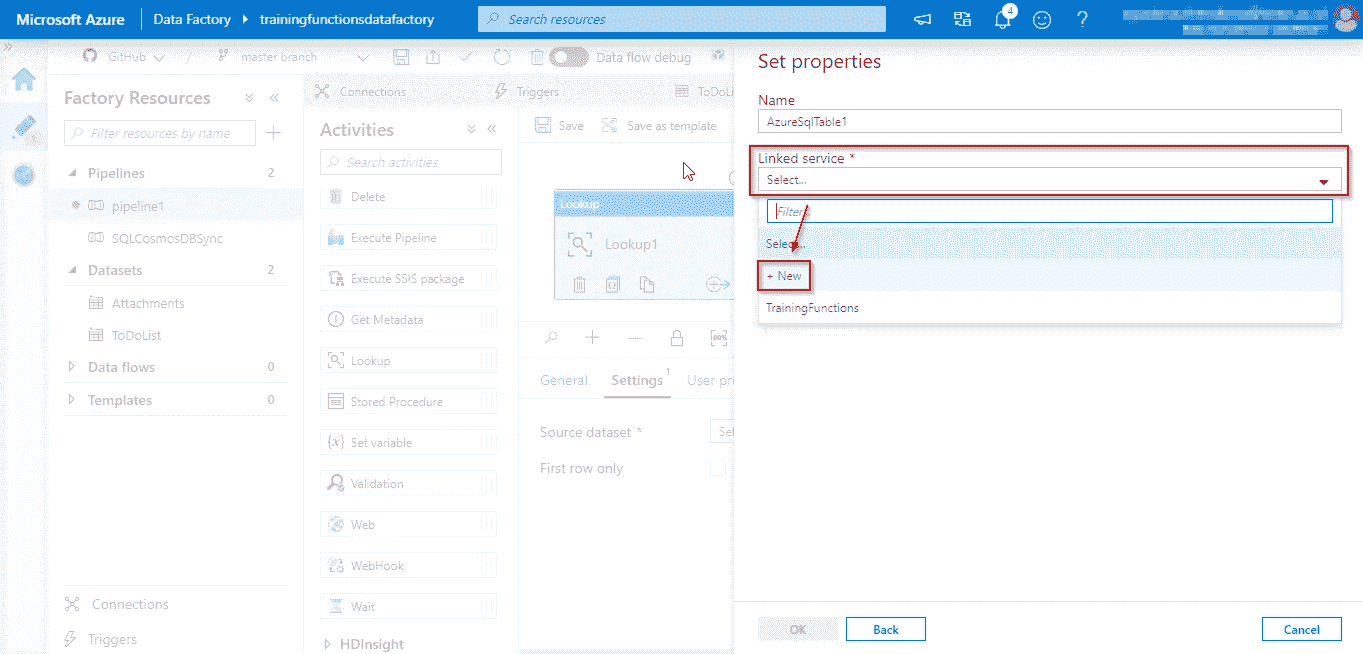 Microsoft Azure
Data Factory
trainingfunctionsdatafactory
Search resources
4
GitHub
/
master branch
Data flow debug
Factory Resources
Filter resources by name
Pipelines 2
pipeline1
SQLCosmosDBSync
Datasets 2
Attachments
ToDoList
Data flows 0
Templates 0
Connections
Triggers
Connections
Triggers
ToDoLi
Activities
Search activities
Delete
Execute Pipeline
Execute SSIS package
Get Metadata
Lookup
Stored Procedure
Set variable
Validation
Web
WebHook
Wait
HDInsight
Save
Save as template
Lookup
Lookup1
100%
General
Settings 1
User pr
Source dataset *
Sel
First row only
Set properties
Name
AzureSqlTable1
Linked service *
Select...
Filter
Select...
+ New
TrainingFunctions
OK
Back
Cancel